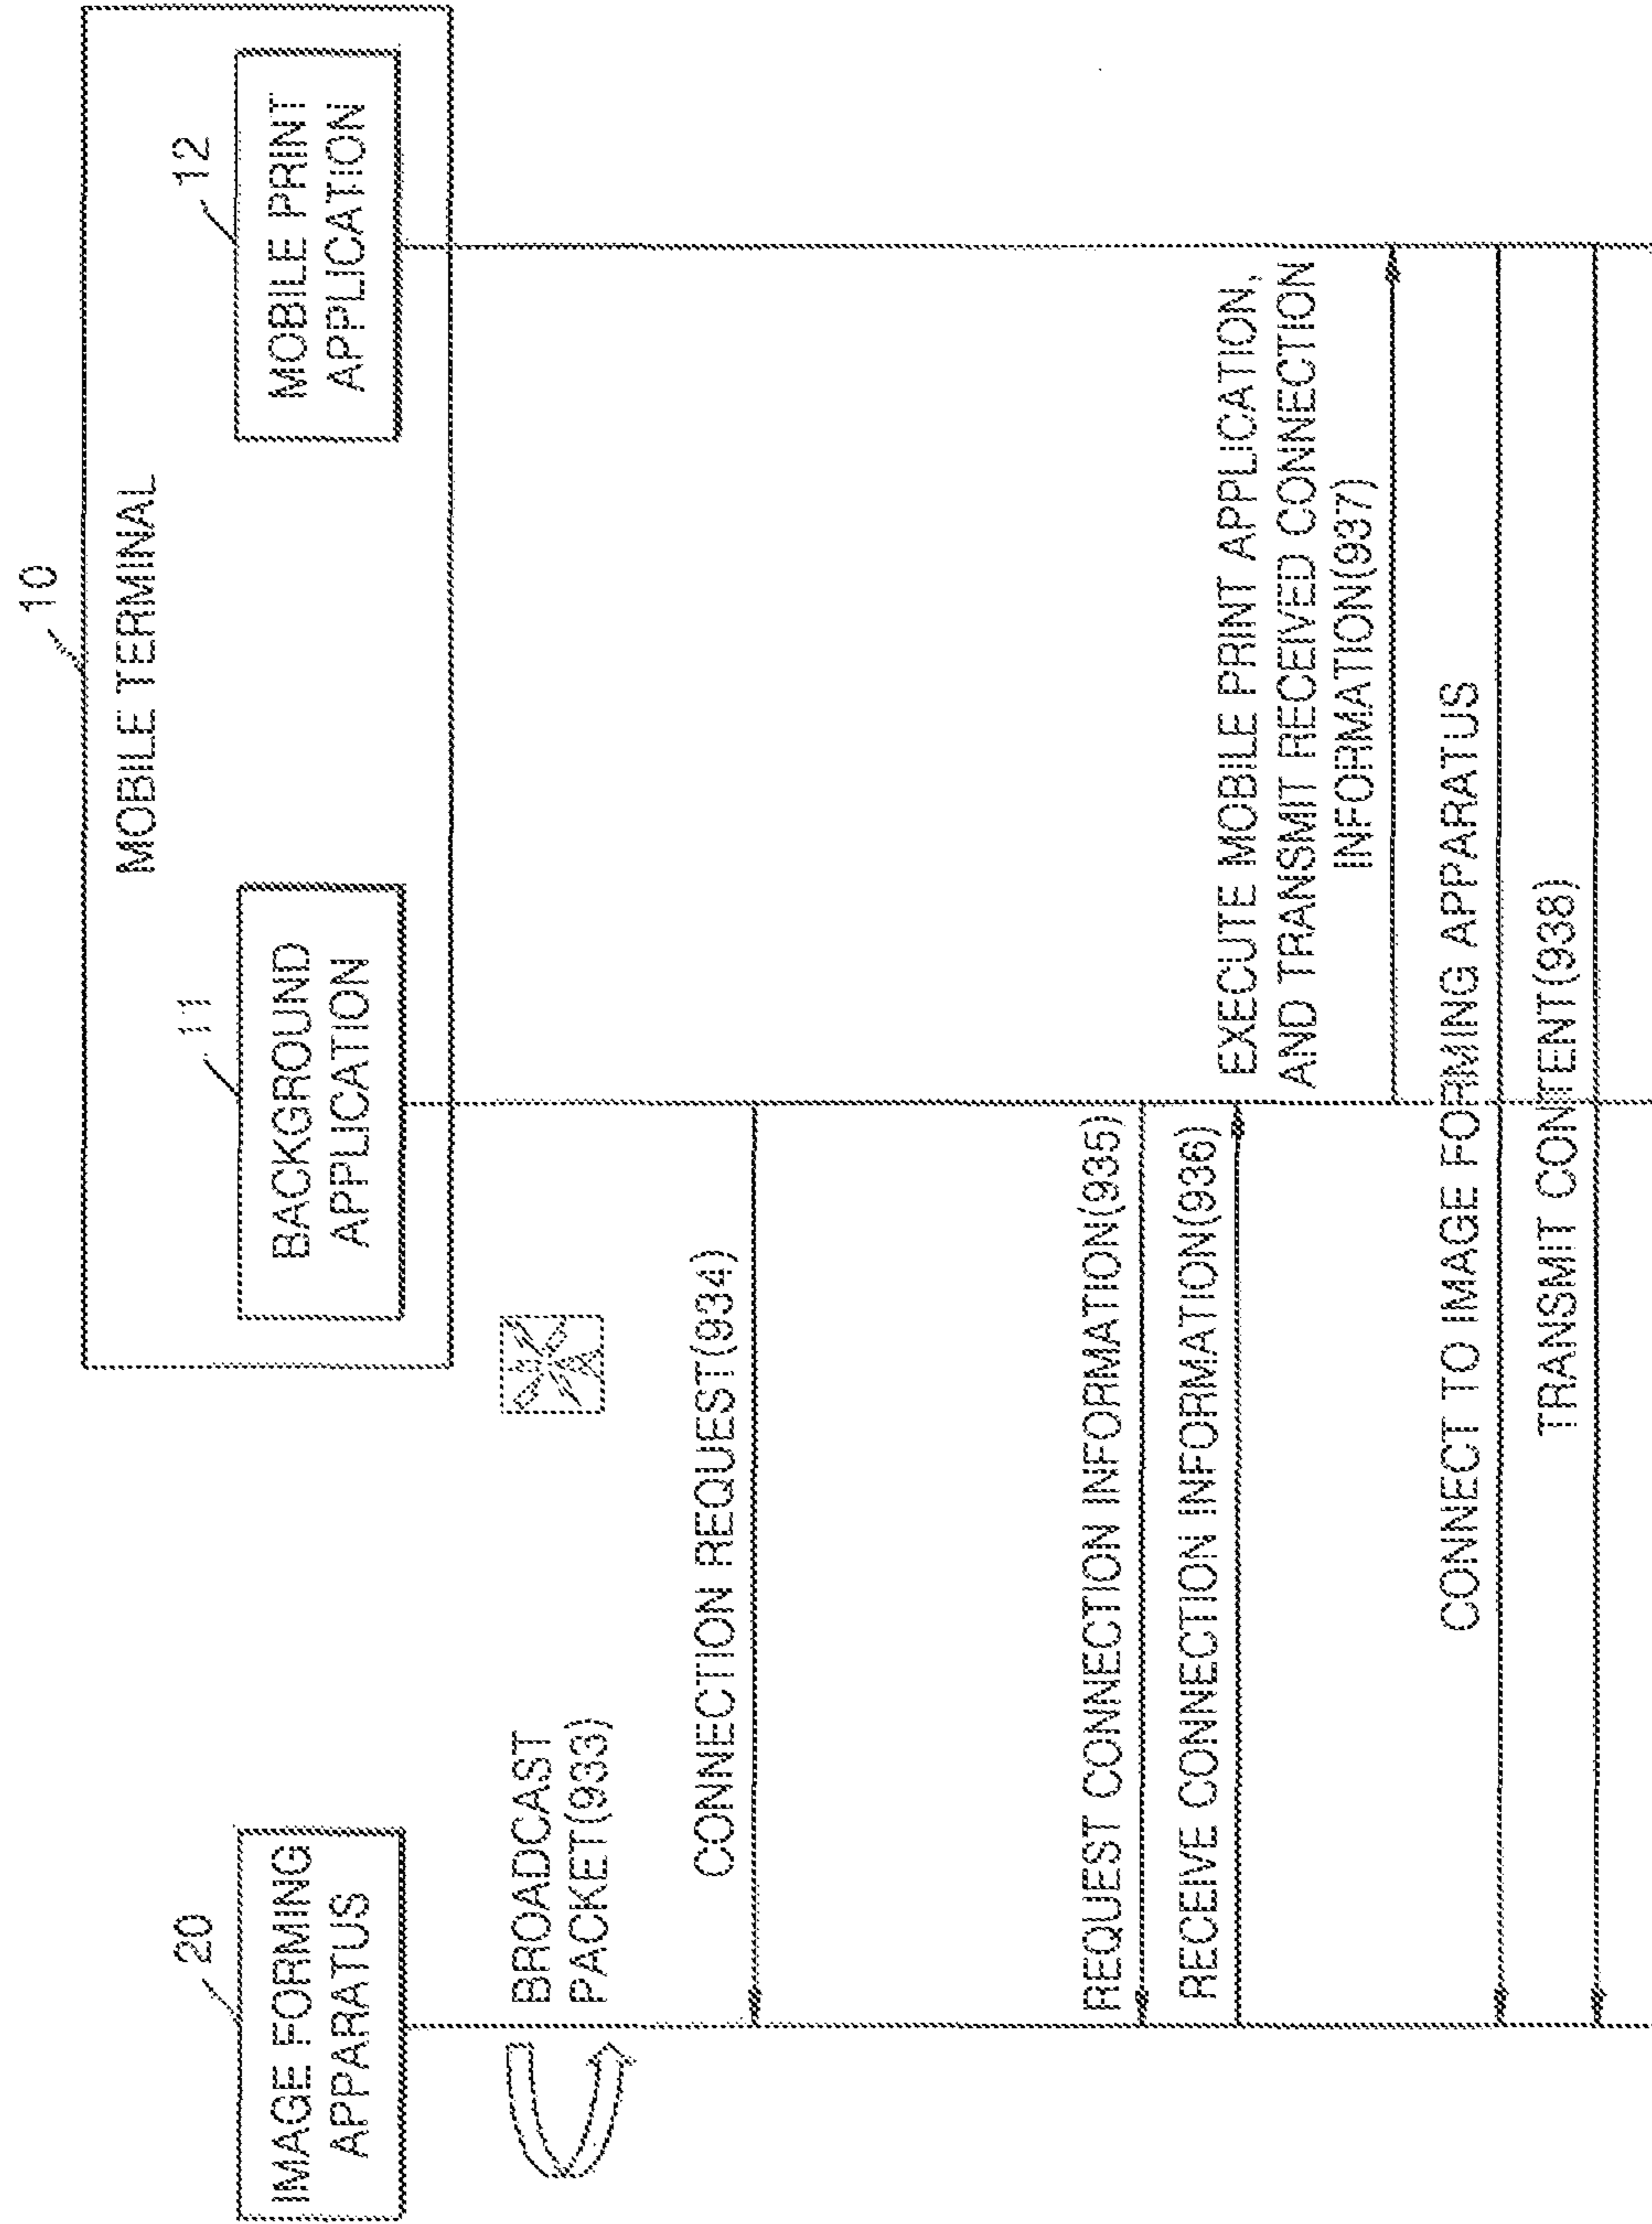 10
MOBILE TERMINAL
20
IMAGE FORMING
APPARATUS
11
BACKGROUND
APPLICATION
12
MOBILE PRINT
APPLICATION
BROADCAST
PACKET(933)
CONNECTION REQUEST(934)
REQUEST CONNECTION INFORMATION(935)
RECEIVE CONNECTION INFORMATION(936)
EXECUTE MOBILE PRINT APPLICATION,
AND TRANSMIT RECEIVED CONNECTION
INFORMATION(937)
CONNECT TO IMAGE FORMING APPARATUS
TRANSMIT CONTENT(938)